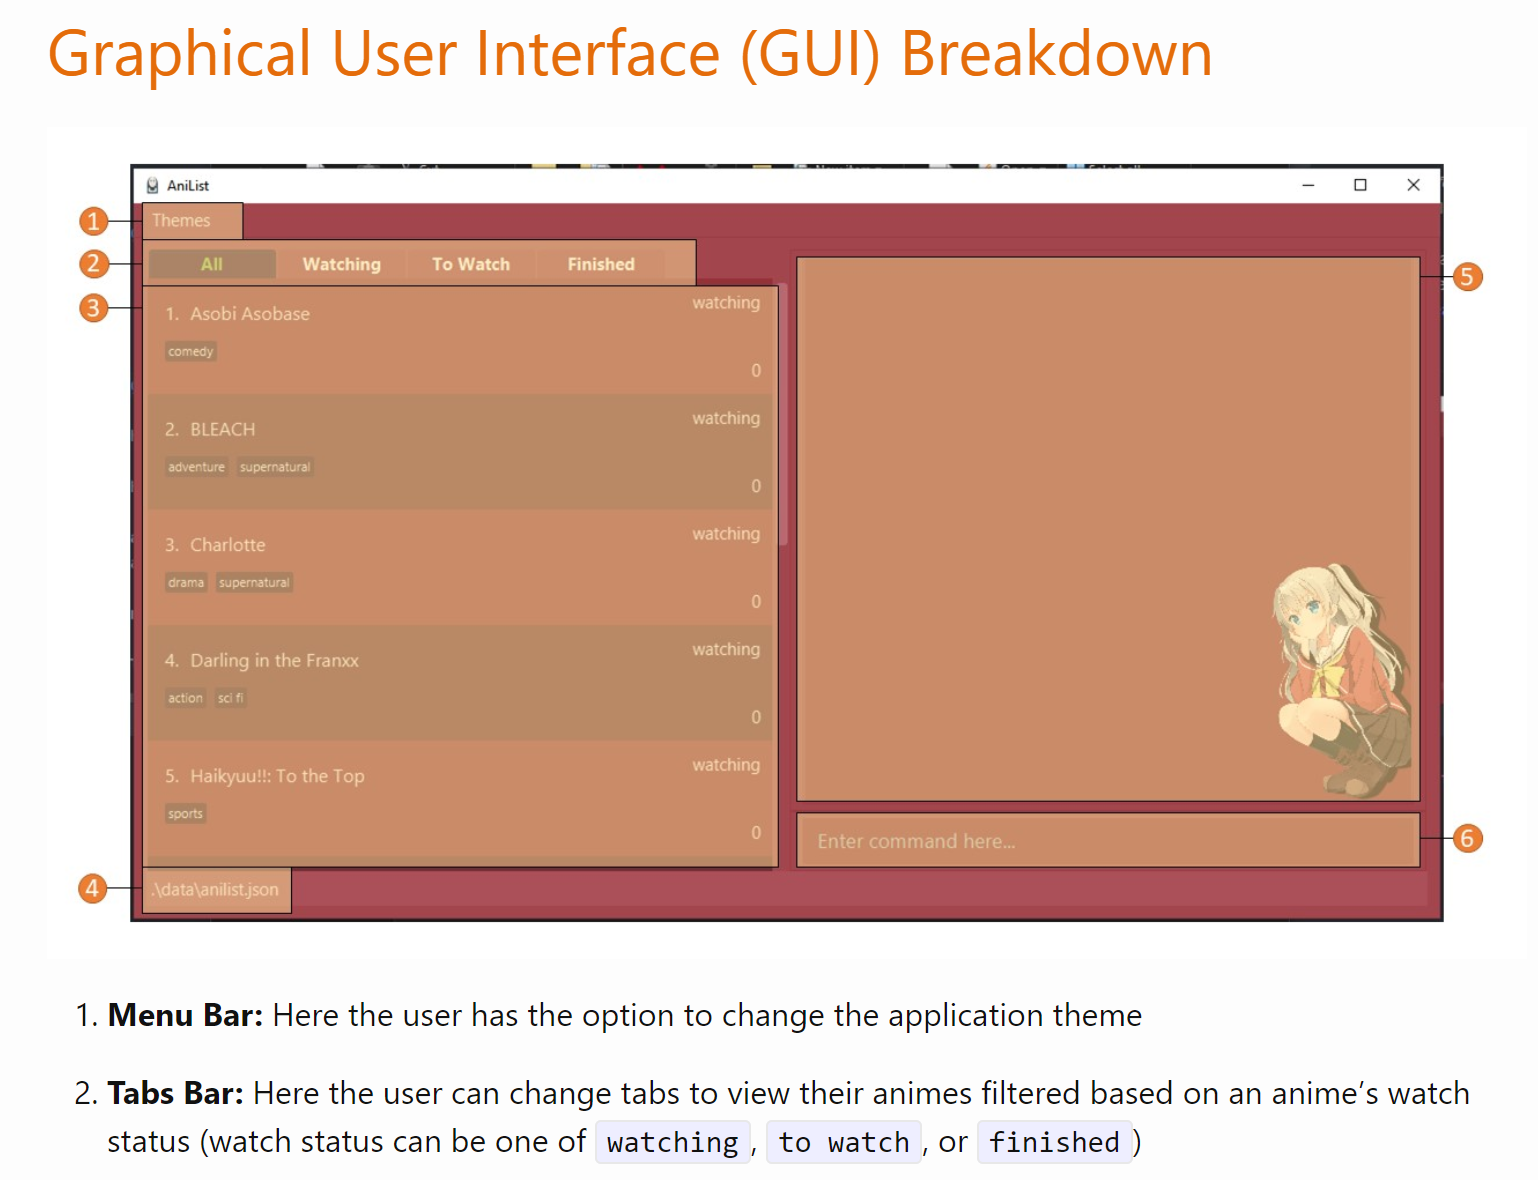 Graphical User Interface (GUI) Breakdown
AniList
1 Themes
2 All Watching To Watch Finished
3
1. Asobi Asobase watching
comedy
0
2. BLEACH watching
adventure supernatural
0
3. Charlotte watching
drama supernatural
0
4. Darling in the Franxx watching
action sci fi
0
5. Haikyuu!!: To the Top watching
sports
0
4 .\data\anilist.json
5
Enter command here... 6
1. Menu Bar: Here the user has the option to change the application theme
2. Tabs Bar: Here the user can change tabs to view their animes filtered based on an anime’s watch
status (watch status can be one of watching, to watch, or finished)